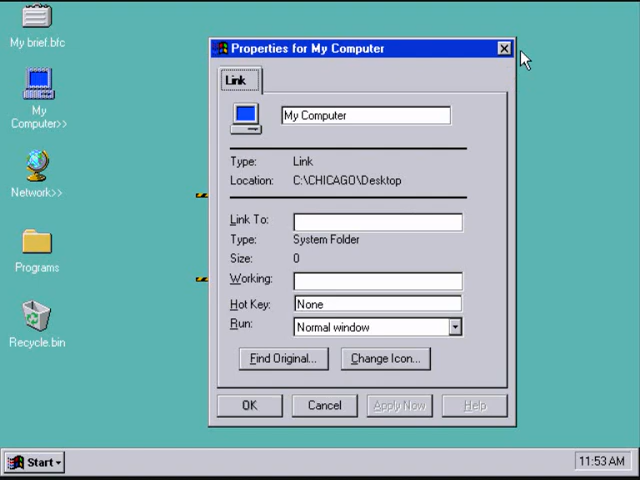 My brief.bfc
My
Computer>>
Network>>
Programs
Recycle.bin
Properties for My Computer
Link
My Computer
Type: Link
Location: C:\CHICAGO\Desktop
Link To:
Type: System Folder
Size: 0
Working:
Hot Key: None
Run: Normal window
Find Original... Change Icon...
OK Cancel Apply Now Help
Start 11:53 AM